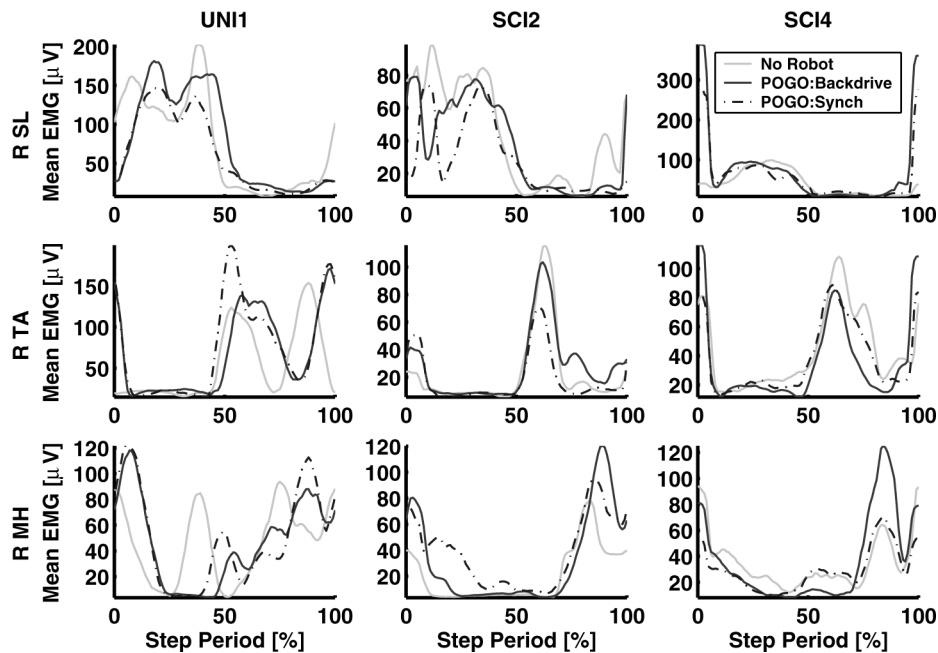 UNI1 SCI2 SCI4
R SL
Mean EMG [μ V]
200
150
100
50
0 50 100
80
60
40
20
0 50 100
300
200
100
0 50 100
No Robot
POGO:Backdrive
POGO:Synch
R TA
Mean EMG [μ V]
150
100
50
0 50 100
100
80
60
40
20
0 50 100
100
80
60
40
20
0 50 100
R MH
Mean EMG [μ V]
120
100
80
60
40
20
0 50 100
Step Period [%]
120
100
80
60
40
20
0 50 100
Step Period [%]
120
100
80
60
40
20
0 50 100
Step Period [%]